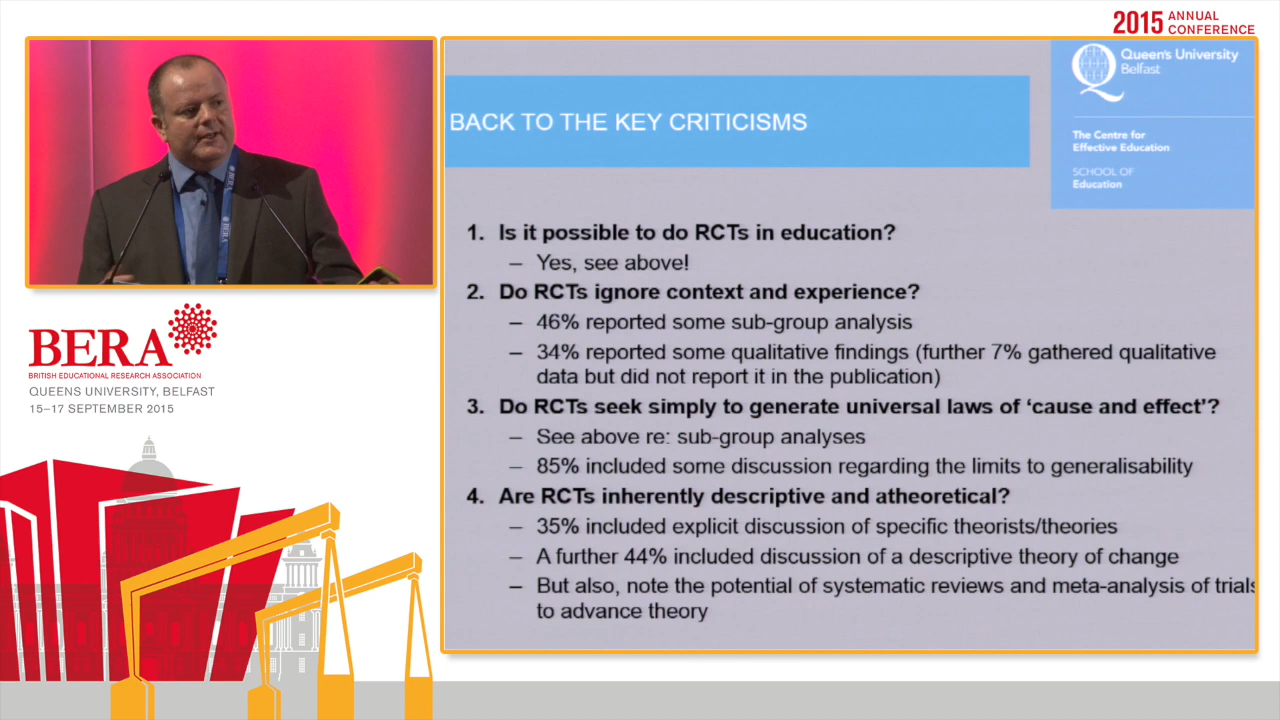 2015 ANNUAL CONFERENCE
Queen's University
Belfast
The Centre for
Effective Education
SCHOOL OF
Education
BACK TO THE KEY CRITICISMS
1. Is it possible to do RCTs in education?
– Yes, see above!
2. Do RCTs ignore context and experience?
– 46% reported some sub-group analysis
– 34% reported some qualitative findings (further 7% gathered qualitative
data but did not report it in the publication)
3. Do RCTs seek simply to generate universal laws of ‘cause and effect’?
– See above re: sub-group analyses
– 85% included some discussion regarding the limits to generalisability
4. Are RCTs inherently descriptive and atheoretical?
– 35% included explicit discussion of specific theorists/theories
– A further 44% included discussion of a descriptive theory of change
– But also, note the potential of systematic reviews and meta-analysis of trials
to advance theory
BERA
BERA
BERA
BRITISH EDUCATIONAL RESEARCH ASSOCIATION
QUEENS UNIVERSITY, BELFAST
15–17 SEPTEMBER 2015